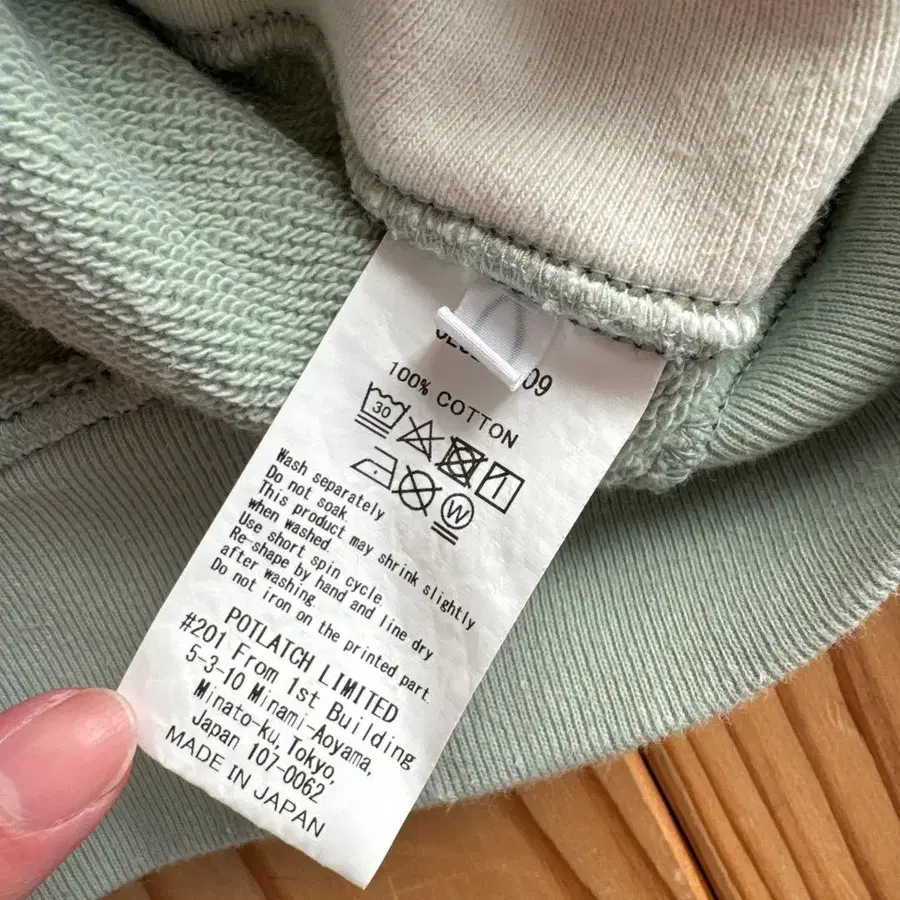 09
100% COTTON
30
W
Wash separately
Do not soak.
This product may shrink slightly
when washed.
Use short spin cycle.
Re-shape by hand and line dry
after washing.
Do not iron on the printed part.
POTLATCH LIMITED
#201 From 1st Building
5-3-10 Minami-Aoyama,
Minato-ku, Tokyo,
Japan 107-0062
MADE IN JAPAN